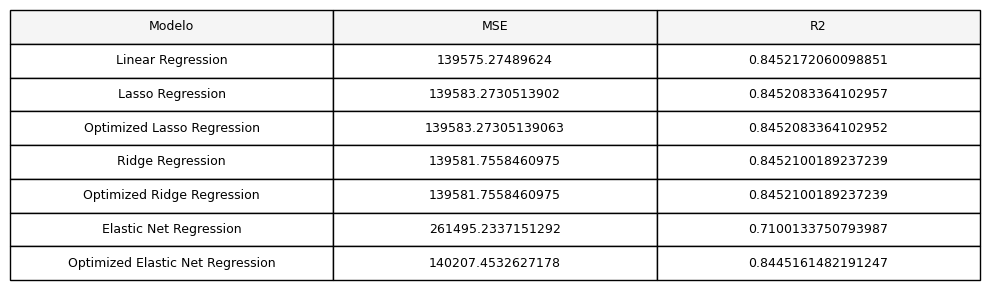 Modelo MSE R2
Linear Regression 139575.27489624 0.8452172060098851
Lasso Regression 139583.2730513902 0.8452083364102957
Optimized Lasso Regression 139583.27305139063 0.8452083364102952
Ridge Regression 139581.7558460975 0.8452100189237239
Optimized Ridge Regression 139581.7558460975 0.8452100189237239
Elastic Net Regression 261495.2337151292 0.7100133750793987
Optimized Elastic Net Regression 140207.4532627178 0.8445161482191247